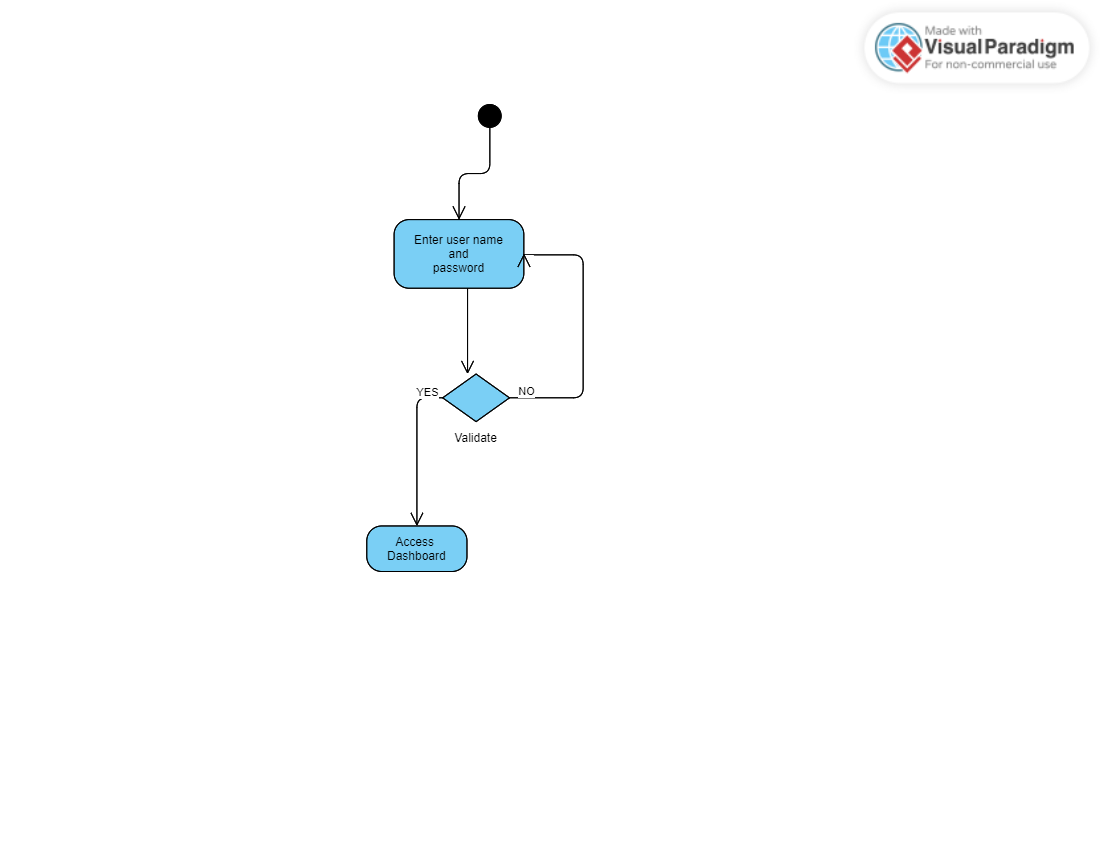 Made with
Visual Paradigm
For non-commercial use
Enter user name
and
password
YES
NO
Validate
Access
Dashboard